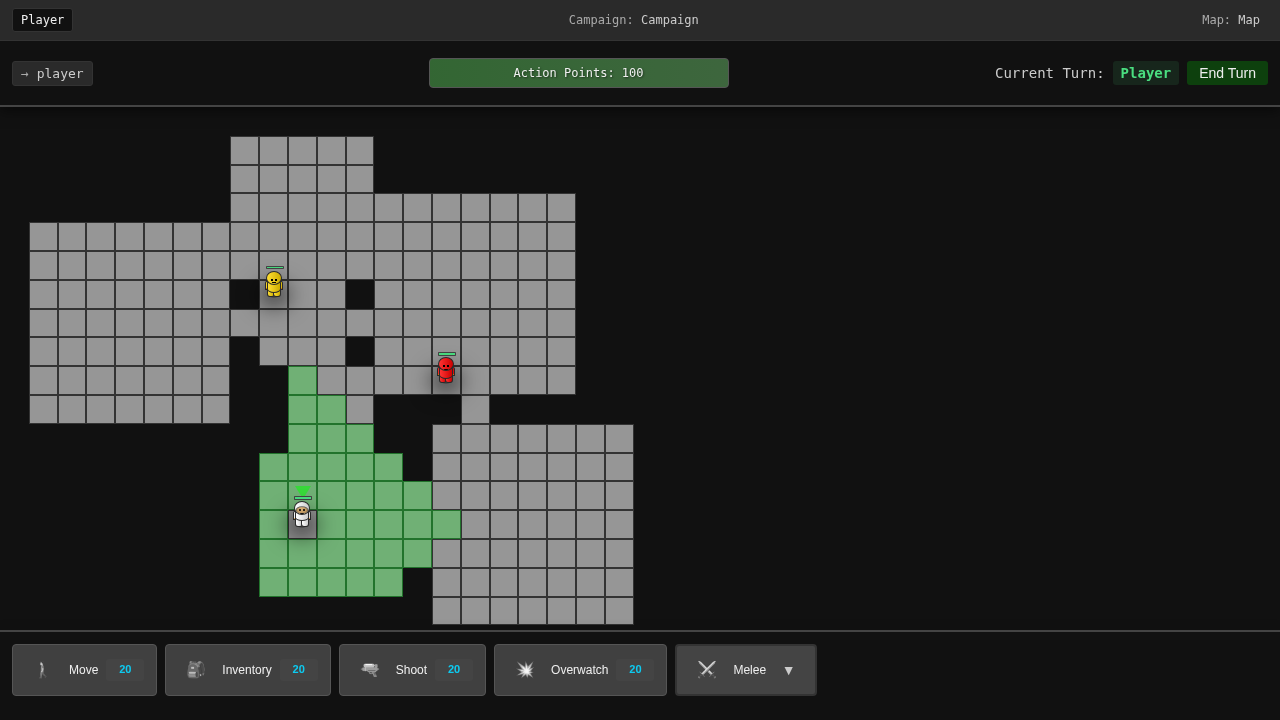 Player
Campaign: Campaign
Map: Map
→ player
Action Points: 100
Current Turn: Player
End Turn
Move 20
Inventory 20
Shoot 20
Overwatch 20
Melee ▼